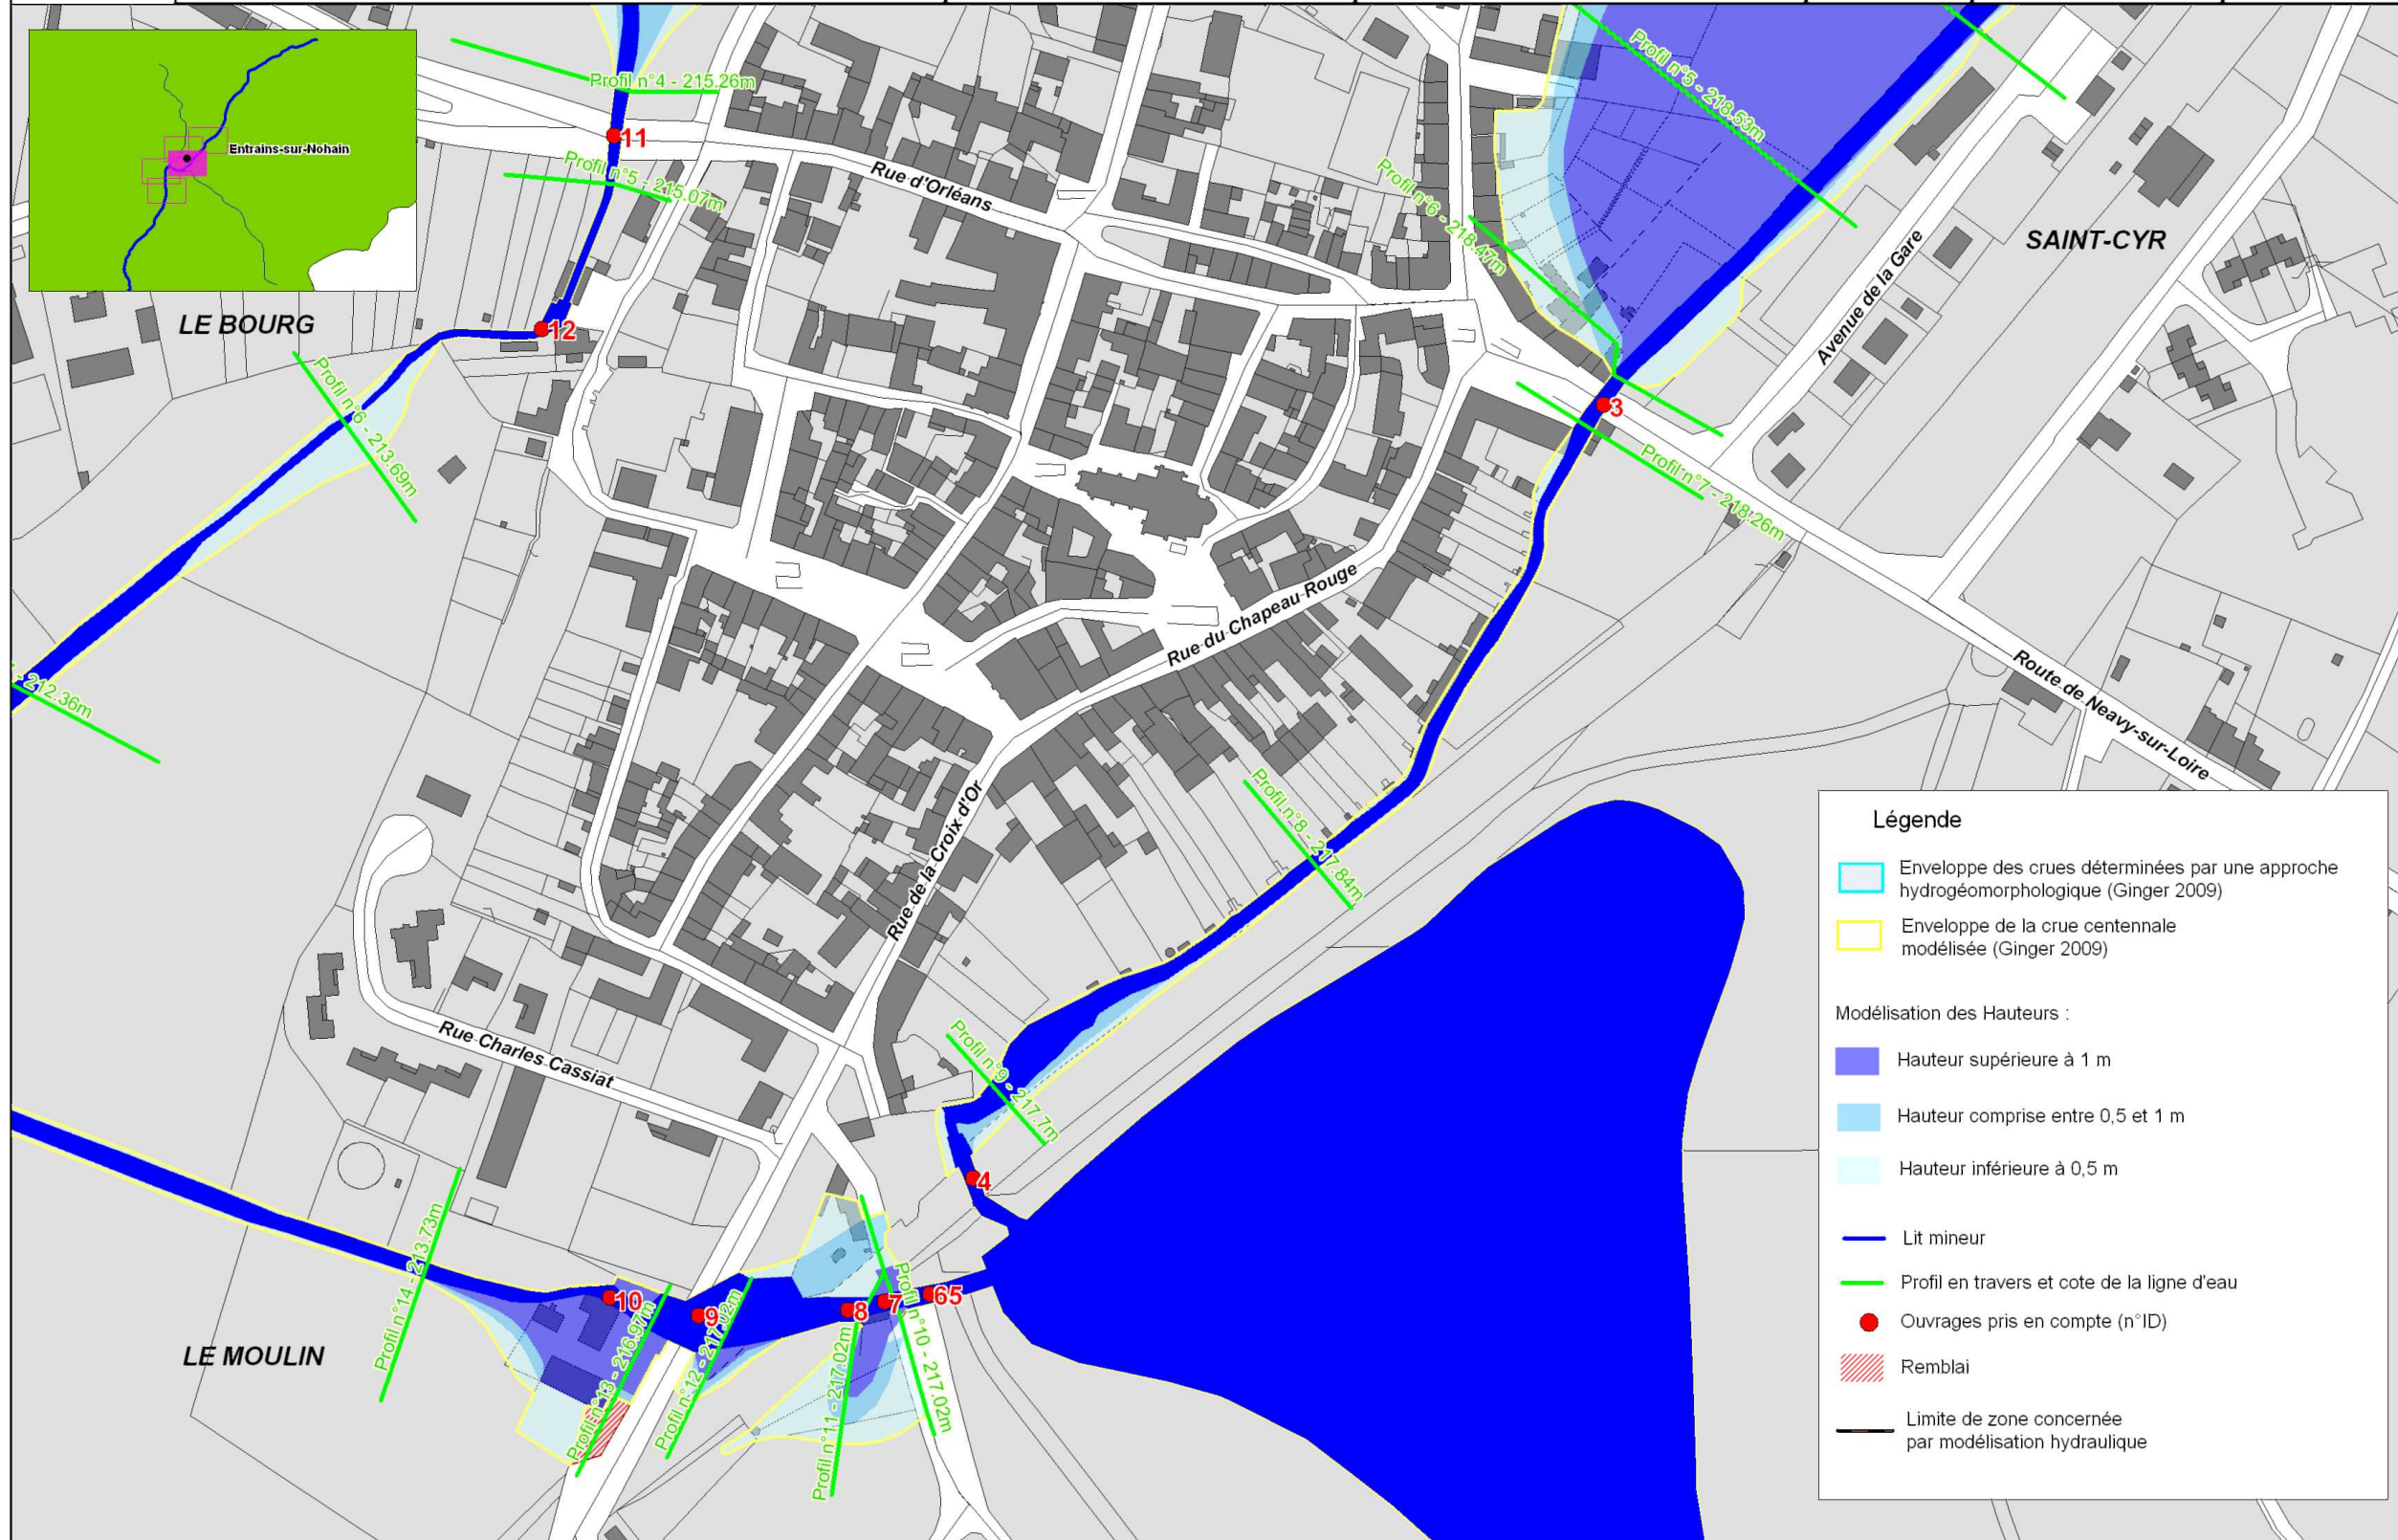 Entrains-sur-Nohain
Profil n°4 - 215.26m
11
Profil n°5 - 215.07m
Rue d'Orléans
Profil n°5 - 218.53m
Profil n°6 - 218.47m
SAINT-CYR
Avenue de la Gare
LE BOURG
12
Profil n°6 - 213.69m
3
Profil n°7 - 218.26m
Rue du Chapeau Rouge
- 212.36m
Route de Neavy-sur-Loire
Profil n°8 - 217.84m
Rue de la Croix d'Or
Rue Charles Cassiat
Profil n°9 - 217.7m
4
Profil n°14 - 213.73m
10
9
8
7
65
Profil n°13 - 216.97m
Profil n°12 - 217.02m
Profil n°11 - 217.02m
Profil n°10 - 217.02m
LE MOULIN
Légende
Enveloppe des crues déterminées par une approche
hydrogéomorphologique (Ginger 2009)
Enveloppe de la crue centennale
modélisée (Ginger 2009)
Modélisation des Hauteurs :
Hauteur supérieure à 1 m
Hauteur comprise entre 0,5 et 1 m
Hauteur inférieure à 0,5 m
Lit mineur
Profil en travers et cote de la ligne d'eau
Ouvrages pris en compte (n°ID)
Remblai
Limite de zone concernée
par modélisation hydraulique